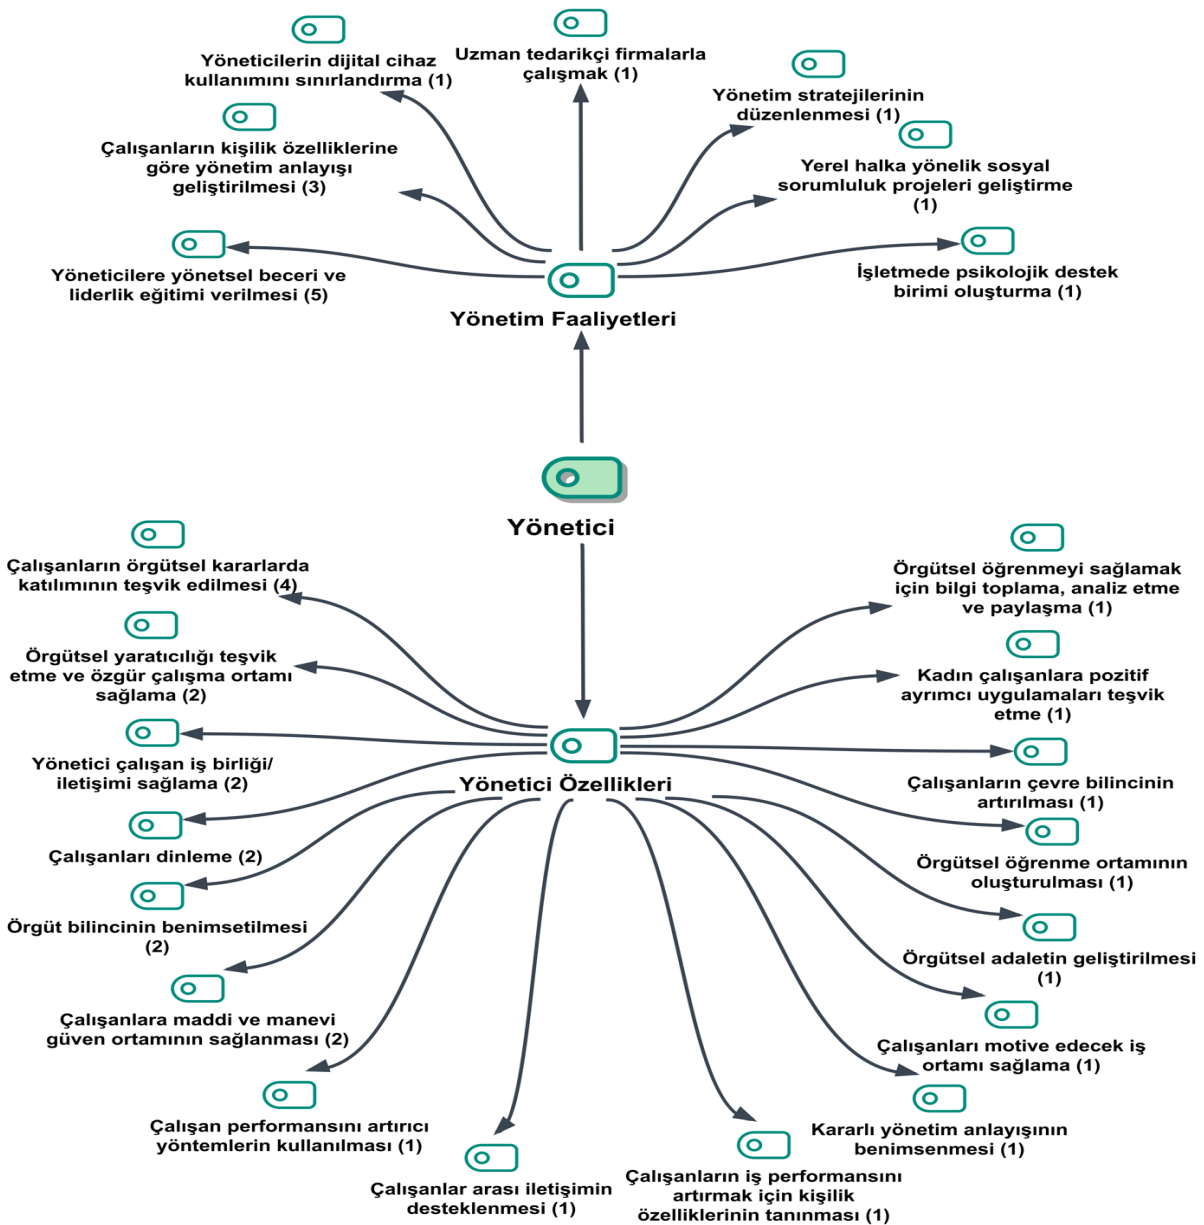 Yöneticilerin dijital cihaz
kullanımını sınırlandırma (1)
Uzman tedarikçi firmalarla
çalışmak (1)
Yönetim stratejilerinin
düzenlenmesi (1)
Çalışanların kişilik özelliklerine
göre yönetim anlayışı
geliştirilmesi (3)
Yerel halka yönelik sosyal
sorumluluk projeleri geliştirme
(1)
Yöneticilere yönetsel beceri ve
liderlik eğitimi verilmesi (5)
İşletmede psikolojik destek
birimi oluşturma (1)
Yönetim Faaliyetleri
Yönetici
Çalışanların örgütsel kararlarda
katılımının teşvik edilmesi (4)
Örgütsel öğrenmeyi sağlamak
için bilgi toplama, analiz etme
ve paylaşma (1)
Örgütsel yaratıcılığı teşvik
etme ve özgür çalışma ortamı
sağlama (2)
Kadın çalışanlara pozitif
ayrımcı uygulamaları teşvik
etme (1)
Yönetici çalışan iş birliği/
iletişimi sağlama (2)
Yönetici Özellikleri
Çalışanların çevre bilincinin
artırılması (1)
Çalışanları dinleme (2)
Örgütsel öğrenme ortamının
oluşturulması (1)
Örgüt bilincinin benimsetilmesi
(2)
Örgütsel adaletin geliştirilmesi
(1)
Çalışanlara maddi ve manevi
güven ortamının sağlanması (2)
Çalışanları motive edecek iş
ortamı sağlama (1)
Çalışan performansını artırıcı
yöntemlerin kullanılması (1)
Kararlı yönetim anlayışının
benimsenmesi (1)
Çalışanlar arası iletişimin
desteklenmesi (1)
Çalışanların iş performansını
artırmak için kişilik
özelliklerinin tanınması (1)